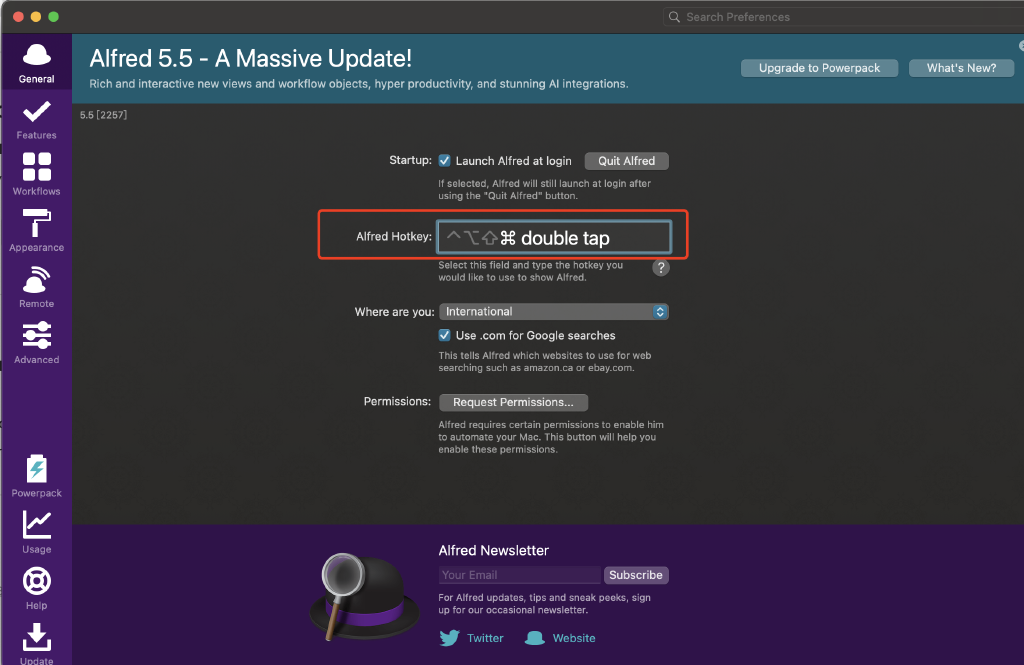 Search Preferences
General
Features
Workflows
Appearance
Remote
Advanced
Powerpack
Usage
Help
Update
Alfred 5.5 - A Massive Update!
Rich and interactive new views and workflow objects, hyper productivity, and stunning AI integrations.
Upgrade to Powerpack
What's New?
5.5 [2257]
Startup: Launch Alfred at login Quit Alfred
If selected, Alfred will still launch at login after
using the "Quit Alfred" button.
Alfred Hotkey: ^⌥⇧⌘ double tap
Select this field and type the hotkey you
would like to use to show Alfred.
?
Where are you: International
Use .com for Google searches
This tells Alfred which websites to use for web
searching such as amazon.ca or ebay.com.
Permissions: Request Permissions...
Alfred requires certain permissions to enable him
to automate your Mac. This button will help you
enable these permissions.
Alfred Newsletter
Your Email Subscribe
For Alfred updates, tips and sneak peeks, sign
up for our occasional newsletter.
Twitter Website